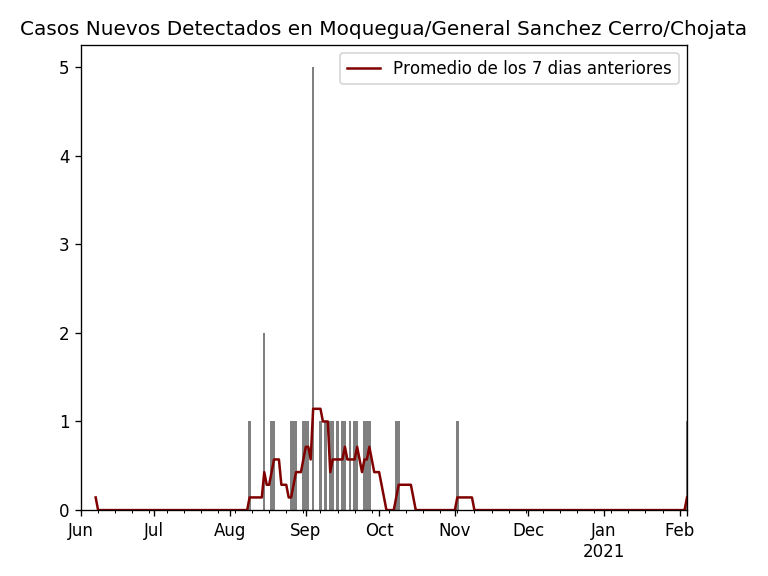 Casos Nuevos Detectados en Moquegua/General Sanchez Cerro/Chojata
Promedio de los 7 dias anteriores
5
4
3
2
1
0
Jun Jul Aug Sep Oct Nov Dec Jan Feb
2021